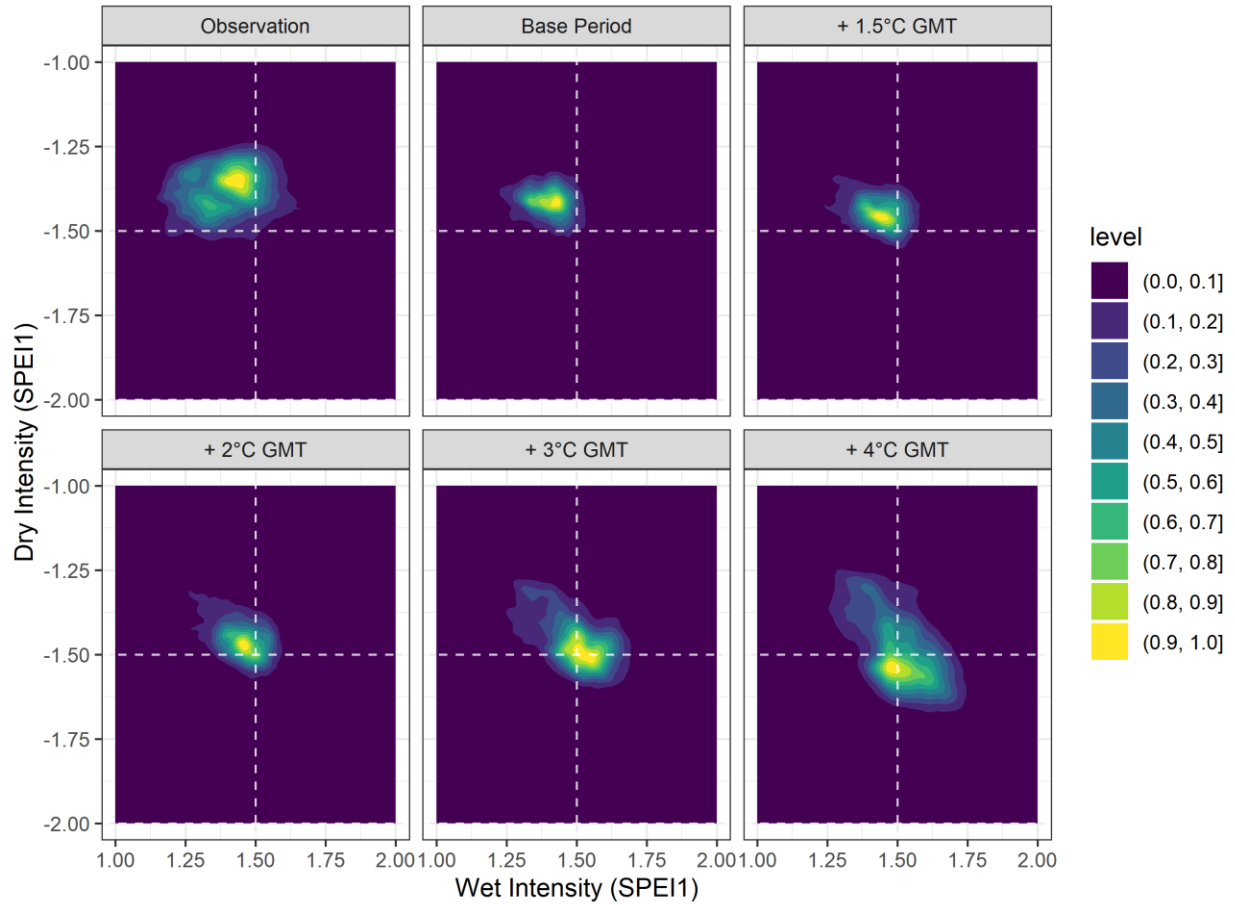 Observation
Base Period
+ 1.5°C GMT
-1.00
-1.25
-1.50
-1.75
-2.00
+ 2°C GMT
+ 3°C GMT
+ 4°C GMT
-1.00
-1.25
-1.50
-1.75
-2.00
1.00 1.25 1.50 1.75 2.00
1.00 1.25 1.50 1.75 2.00
1.00 1.25 1.50 1.75 2.00
Dry Intensity (SPEI1)
Wet Intensity (SPEI1)
level
(0.0, 0.1]
(0.1, 0.2]
(0.2, 0.3]
(0.3, 0.4]
(0.4, 0.5]
(0.5, 0.6]
(0.6, 0.7]
(0.7, 0.8]
(0.8, 0.9]
(0.9, 1.0]